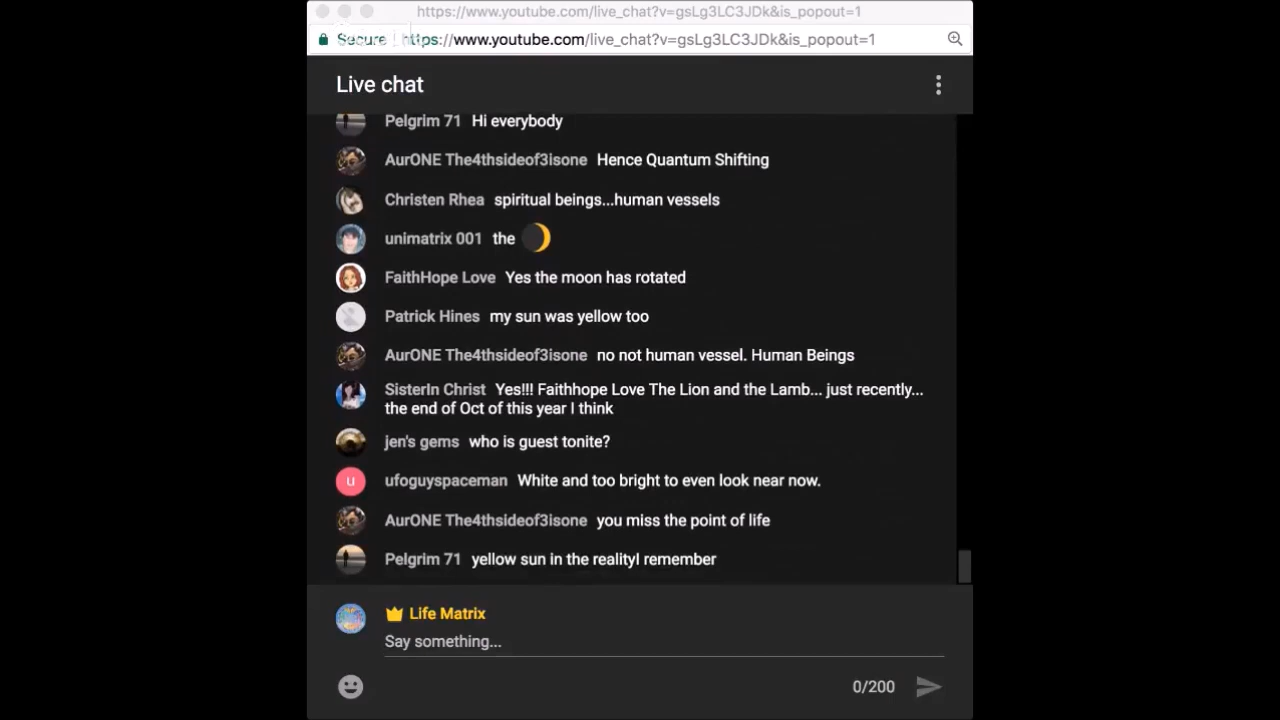 https://www.youtube.com/live_chat?v=gsLg3LC3JDk&is_popout=1
Secure https://www.youtube.com/live_chat?v=gsLg3LC3JDk&is_popout=1
Live chat
Pelgrim 71 Hi everybody
AurONE The4thsideof3isone Hence Quantum Shifting
Christen Rhea spiritual beings...human vessels
unimatrix 001 the
FaithHope Love Yes the moon has rotated
Patrick Hines my sun was yellow too
AurONE The4thsideof3isone no not human vessel. Human Beings
SisterIn Christ Yes!!! Faithhope Love The Lion and the Lamb... just recently...
the end of Oct of this year I think
jen's gems who is guest tonite?
u ufoguyspaceman White and too bright to even look near now.
AurONE The4thsideof3isone you miss the point of life
Pelgrim 71 yellow sun in the realityI remember
Life Matrix
Say something...
0/200